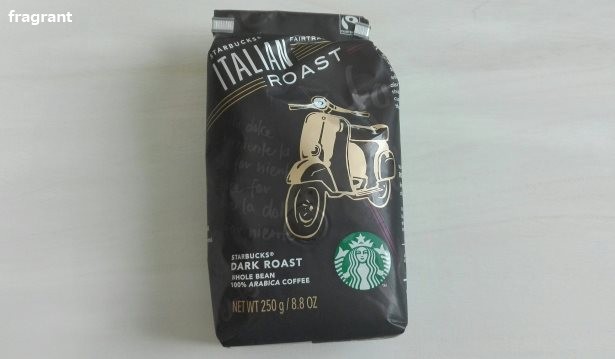 fragrant
STARBUCKS®
ITALIAN
ROAST
STARBUCKS®
DARK ROAST
WHOLE BEAN
100% ARABICA COFFEE
NET WT 250 g / 8.8 OZ